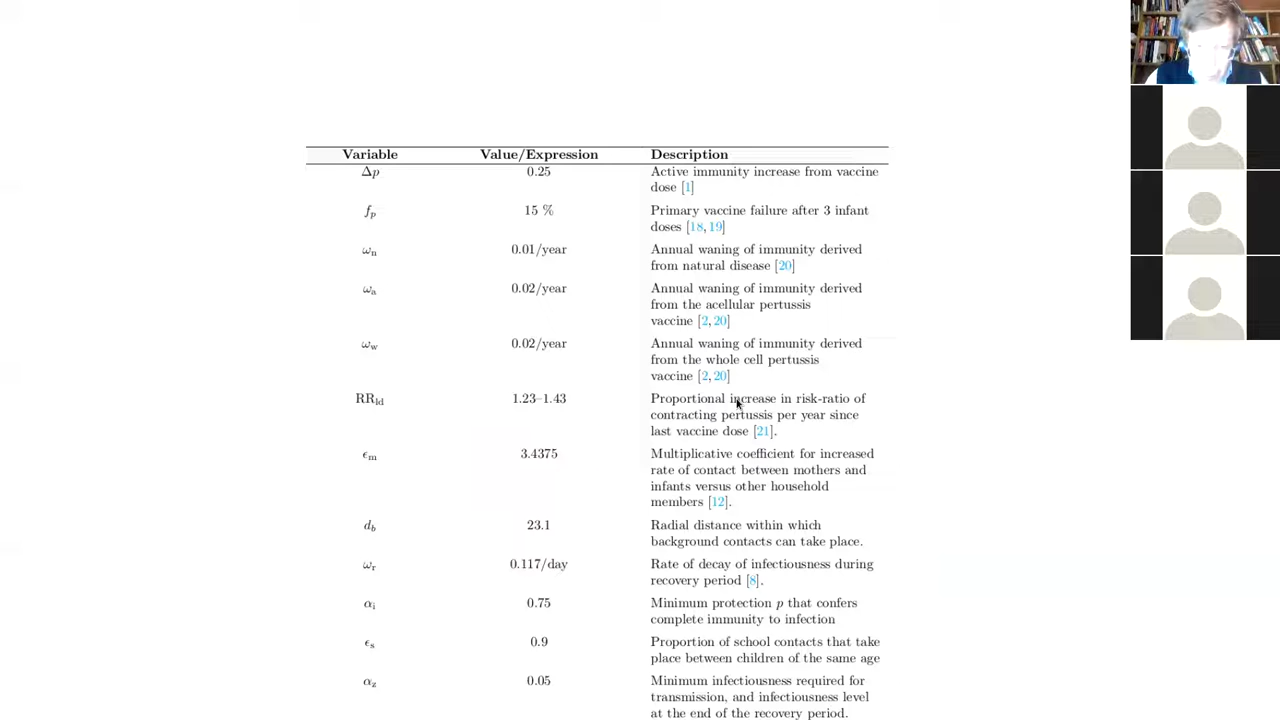 Variable Value/Expression Description
Δp 0.25 Active immunity increase from vaccine
dose [1]
f_p 15 % Primary vaccine failure after 3 infant
doses [18, 19]
ω_n 0.01/year Annual waning of immunity derived
from natural disease [20]
ω_a 0.02/year Annual waning of immunity derived
from the acellular pertussis
vaccine [2, 20]
ω_w 0.02/year Annual waning of immunity derived
from the whole cell pertussis
vaccine [2, 20]
RR_ld 1.23–1.43 Proportional increase in risk-ratio of
contracting pertussis per year since
last vaccine dose [21].
ϵ_m 3.4375 Multiplicative coefficient for increased
rate of contact between mothers and
infants versus other household
members [12].
d_b 23.1 Radial distance within which
background contacts can take place.
ω_r 0.117/day Rate of decay of infectiousness during
recovery period [8].
α_i 0.75 Minimum protection p that confers
complete immunity to infection
ϵ_s 0.9 Proportion of school contacts that take
place between children of the same age
α_z 0.05 Minimum infectiousness required for
transmission, and infectiousness level
at the end of the recovery period.